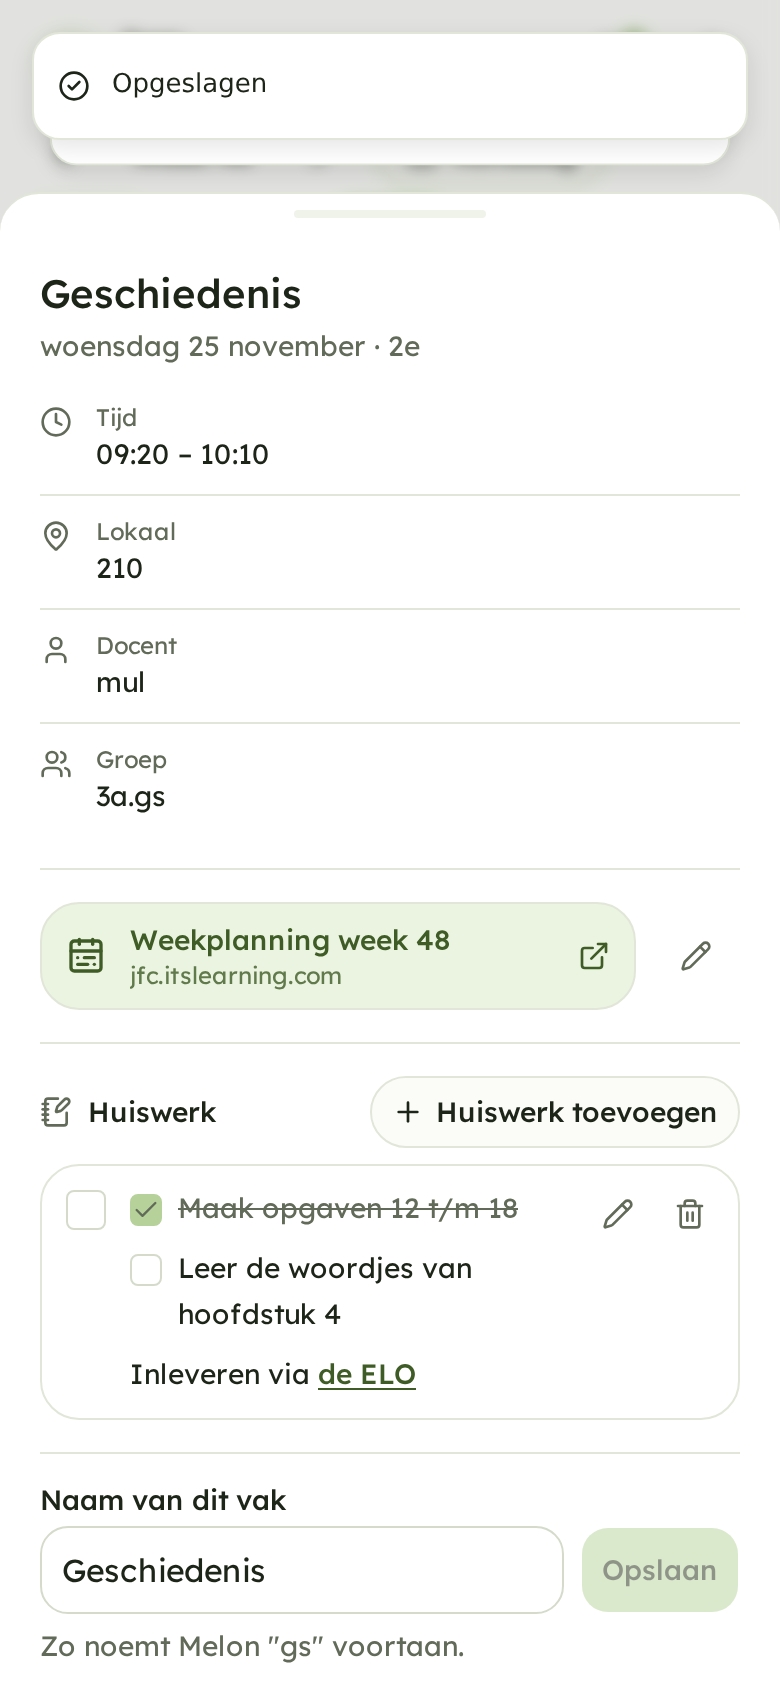 Opgeslagen
Geschiedenis
woensdag 25 november · 2e
Tijd
09:20 – 10:10
Lokaal
210
Docent
mul
Groep
3a.gs
Weekplanning week 48
jfc.itslearning.com
Huiswerk
Huiswerk toevoegen
Maak opgaven 12 t/m 18
Leer de woordjes van
hoofdstuk 4
Inleveren via de ELO
Naam van dit vak
Geschiedenis
Opslaan
Zo noemt Melon "gs" voortaan.